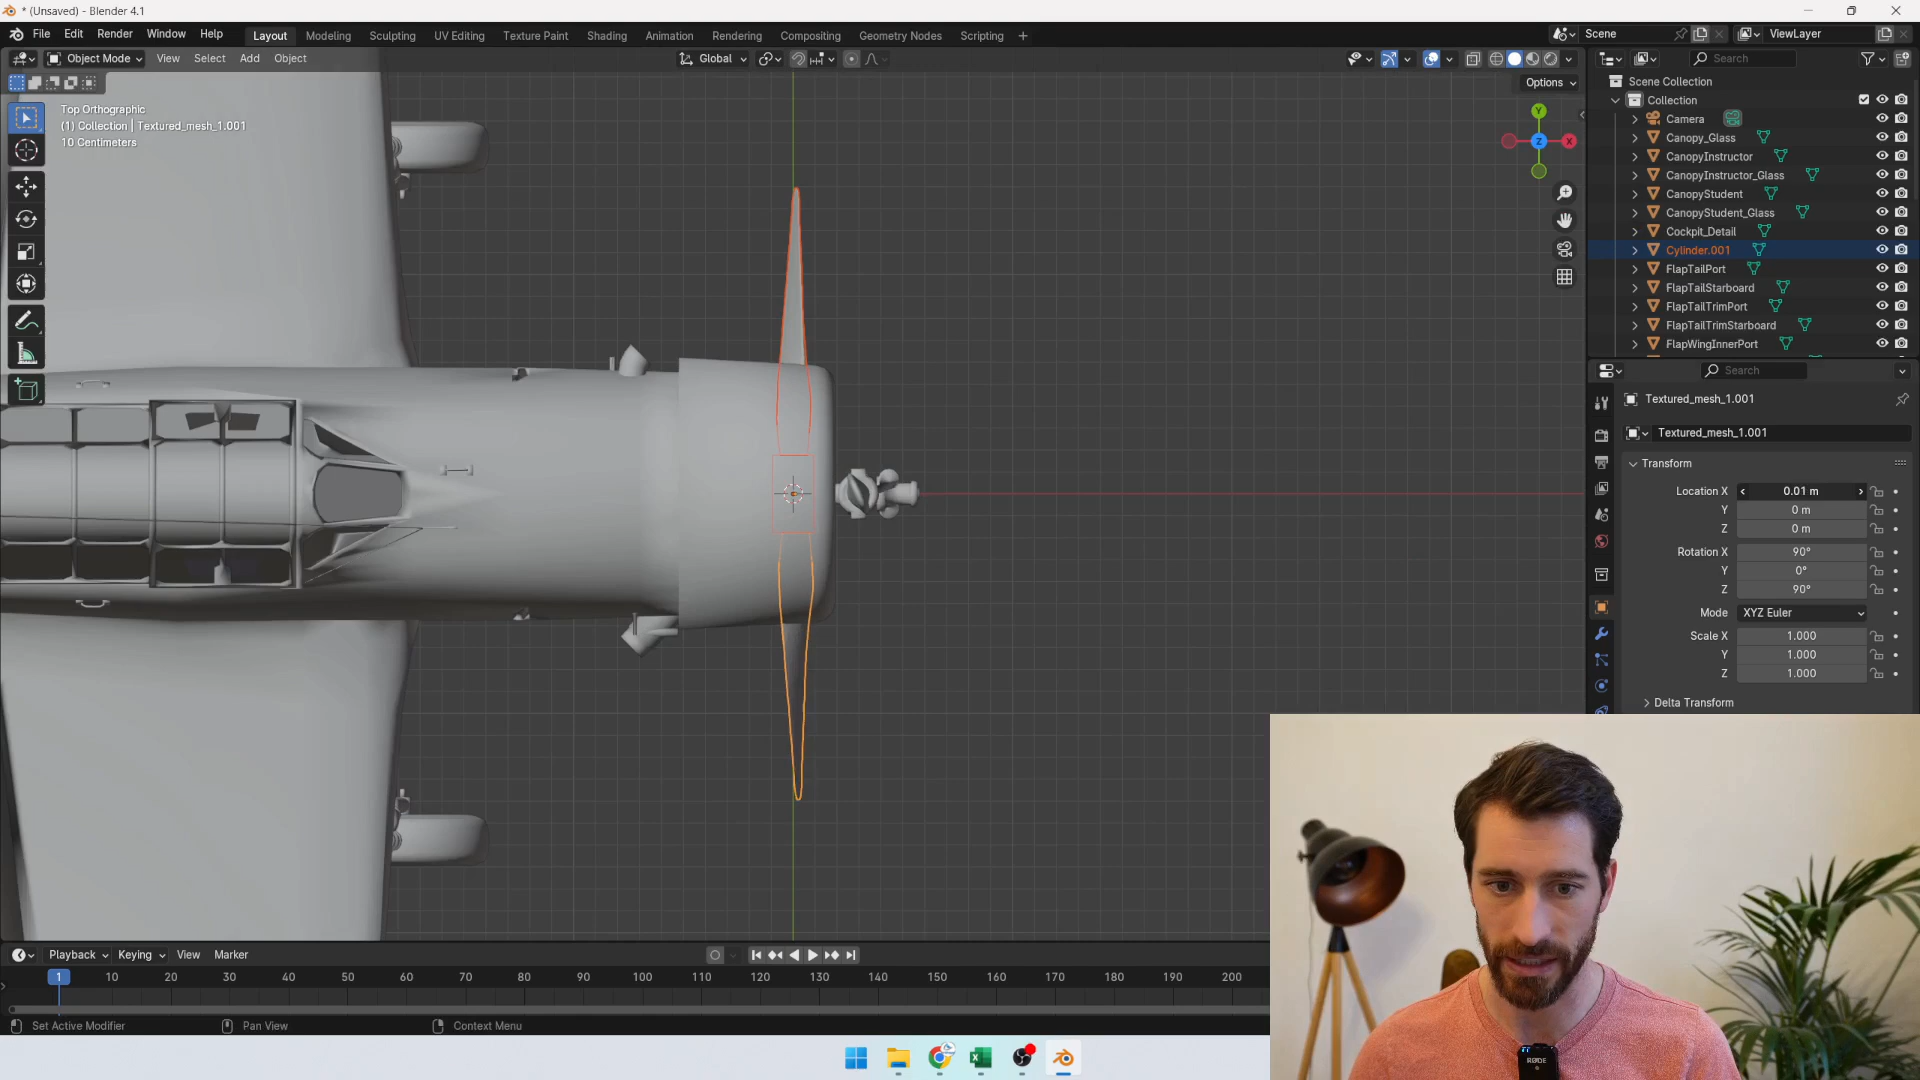 * (Unsaved) - Blender 4.1
File Edit Render Window Help Layout Modeling Sculpting UV Editing Texture Paint Shading Animation Rendering Compositing Geometry Nodes Scripting Scene ViewLayer
Object Mode View Select Add Object Global Search
Options
Top Orthographic
(1) Collection | Textured_mesh_1.001
10 Centimeters
Y
Z
X
Scene Collection
Collection
Camera
Canopy_Glass
CanopyInstructor
CanopyInstructor_Glass
CanopyStudent
CanopyStudent_Glass
Cockpit_Detail
Cylinder.001
FlapTailPort
FlapTailStarboard
FlapTailTrimPort
FlapTailTrimStarboard
FlapWingInnerPort
Search
Textured_mesh_1.001
Textured_mesh_1.001
Transform
Location X 0.01 m
Y 0 m
Z 0 m
Rotation X 90°
Y 0°
Z 90°
Mode XYZ Euler
Scale X 1.000
Y 1.000
Z 1.000
Delta Transform
Playback Keying View Marker
1 10 20 30 40 50 60 70 80 90 100 110 120 130 140 150 160 170 180 190 200
Set Active Modifier Pan View Context Menu
RØDE